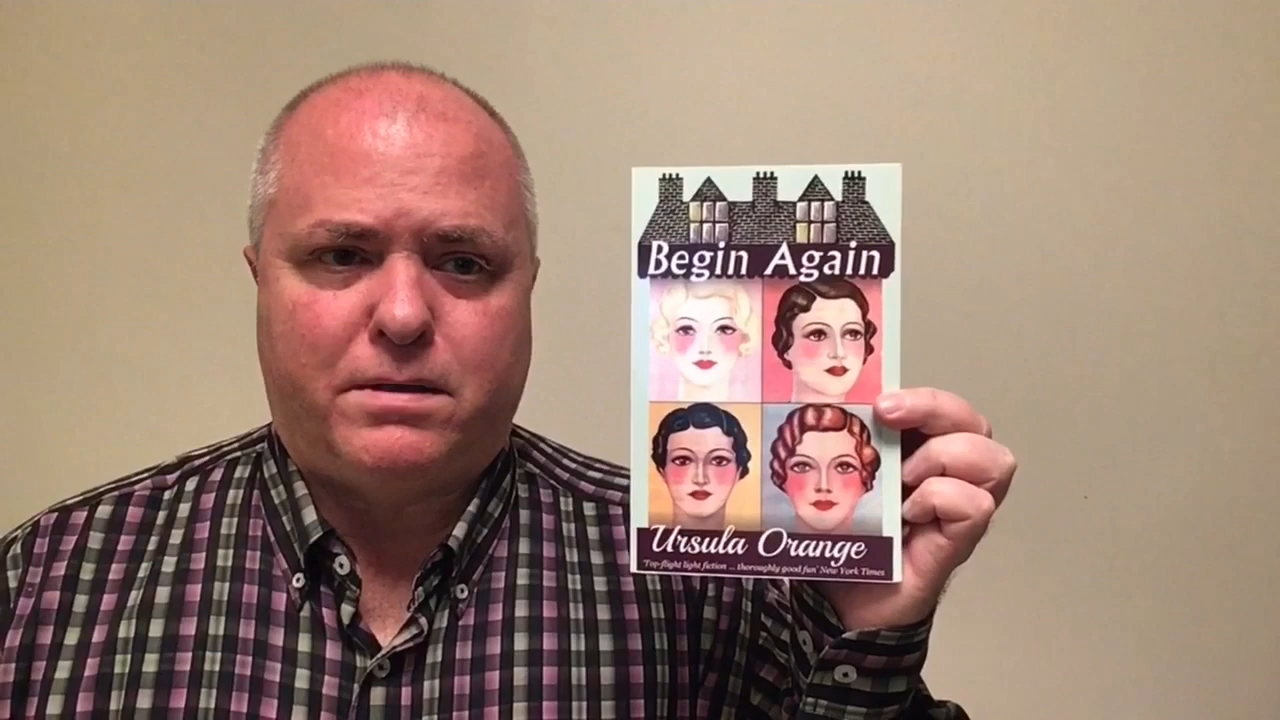 Begin Again
Ursula Orange
'Top-flight light fiction ... thoroughly good fun' New York Times